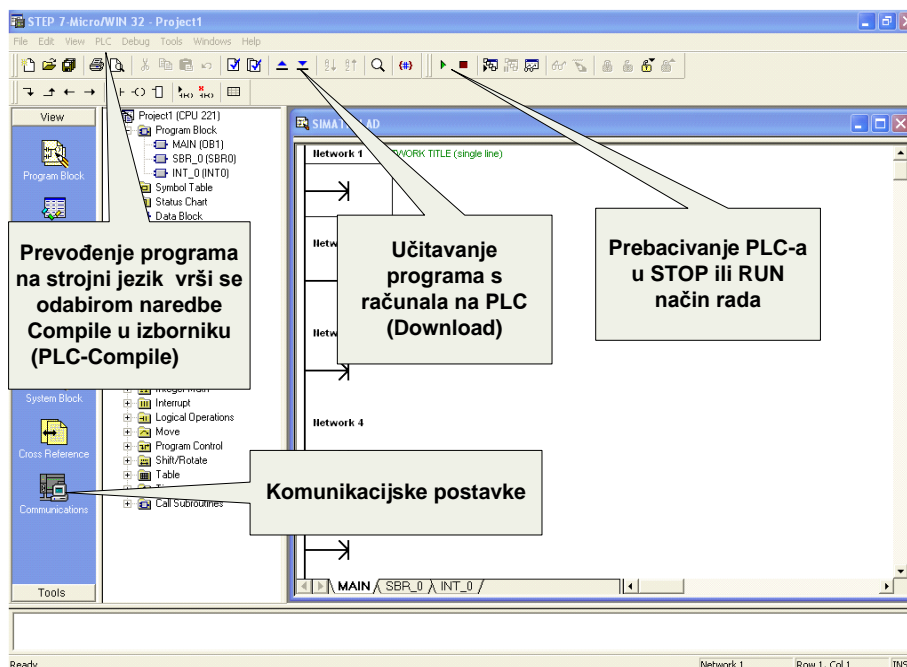 STEP 7-Micro/WIN 32 - Project1
File Edit View PLC Debug Tools Windows Help
View
Program Block
Project1 (CPU 221)
Program Block
MAIN (OB1)
SBR_0 (SBR0)
INT_0 (INT0)
Symbol Table
Status Chart
Data Block
Network 1
WORK TITLE (single line)
Prevođenje programa
na strojni jezik vrši se
odabirom naredbe
Compile u izborniku
(PLC-Compile)
Učitavanje
programa s
računala na PLC
(Download)
Prebacivanje PLC-a
u STOP ili RUN
način rada
System Block
Cross Reference
Communications
Interrupt
Logical Operations
Move
Program Control
Shift/Rotate
Table
Call Subroutines
Network 4
Komunikacijske postavke
Tools
MAIN
SBR_0
INT_0
Ready
Network 1
Row 1, Col 1
INS